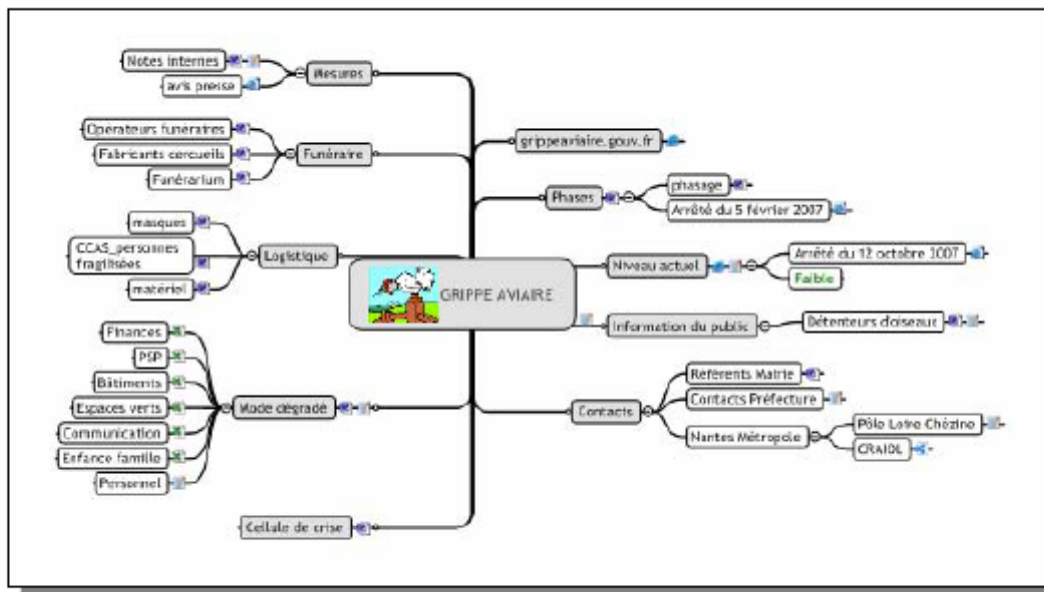 GRIPPE AVIAIRE
Mesures
Notes internes
avis presse
Funéraire
Opérateurs funéraires
Fabricants cercueils
Funérarium
Logistique
masques
CCAS_personnes
fragilisées
matériel
Mode dégradé
Finances
PSP
Bâtiments
Espaces verts
Communication
Enfance famille
Personnel
Cellule de crise
grippeaviaire.gouv.fr
Phases
phasage
Arrêté du 5 février 2007
Niveau actuel
Arrêté du 12 octobre 2007
Faible
Information du public
Détenteurs d'oiseaux
Contacts
Référents Mairie
Contacts Préfecture
Nantes Métropole
Pôle Loire Chézine
CRAIOL